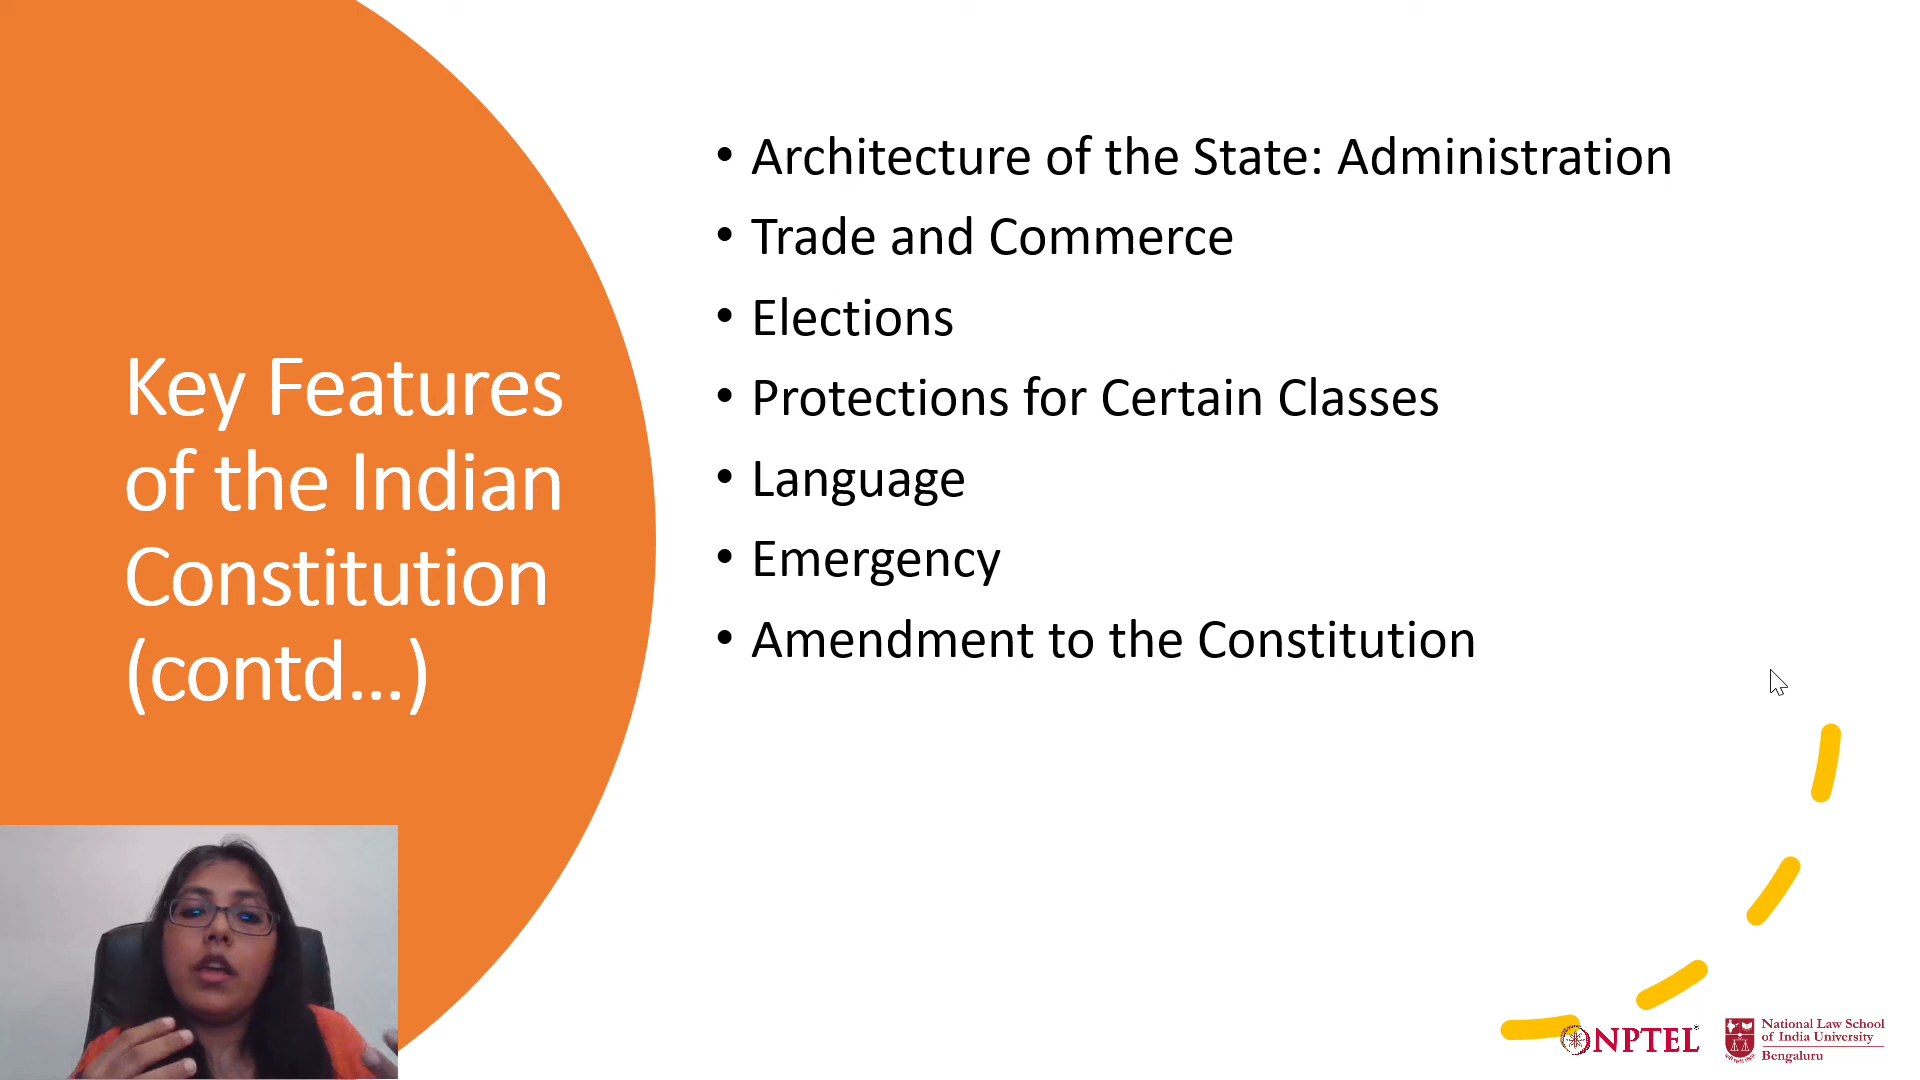 Key Features
of the Indian
Constitution
(contd...)
• Architecture of the State: Administration
• Trade and Commerce
• Elections
• Protections for Certain Classes
• Language
• Emergency
• Amendment to the Constitution
NPTEL
National Law School
of India University
Bengaluru